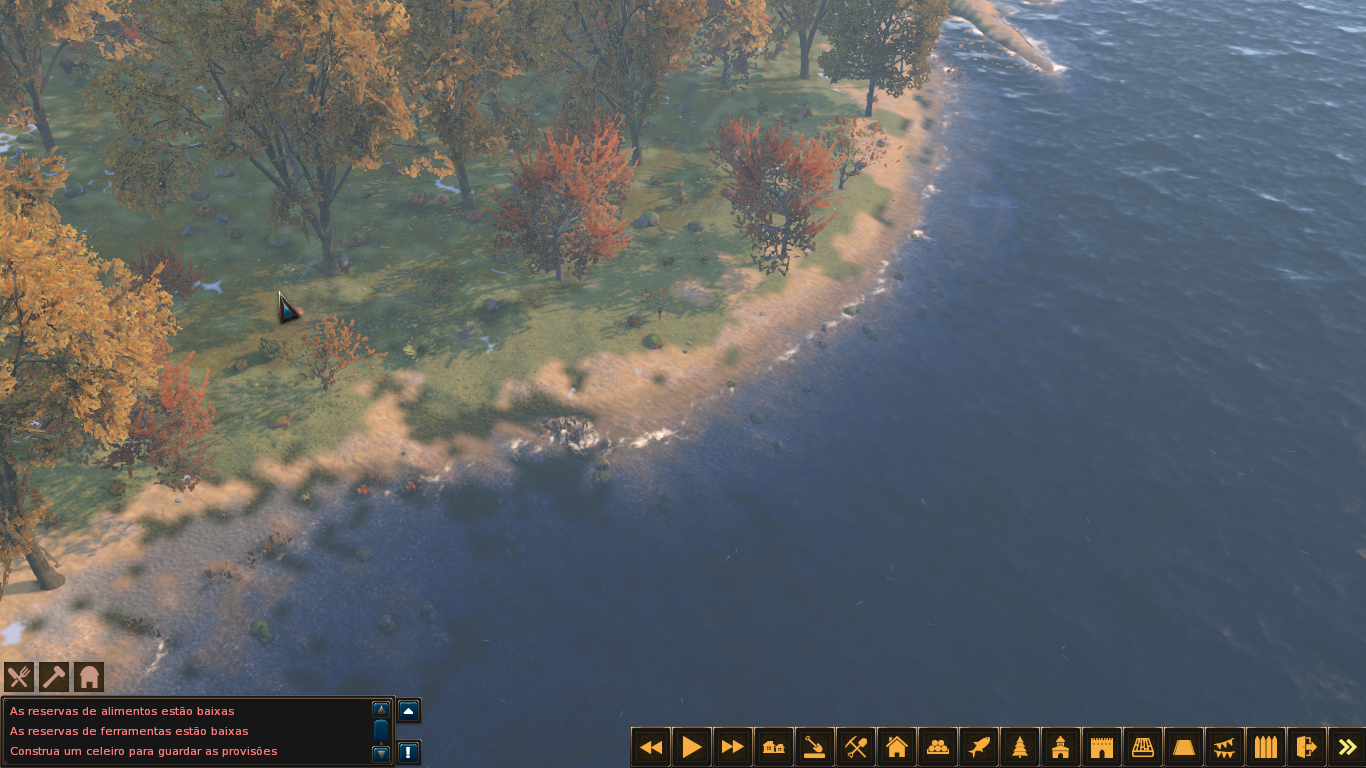 As reservas de alimentos estão baixas
As reservas de ferramentas estão baixas
Construa um celeiro para guardar as provisões